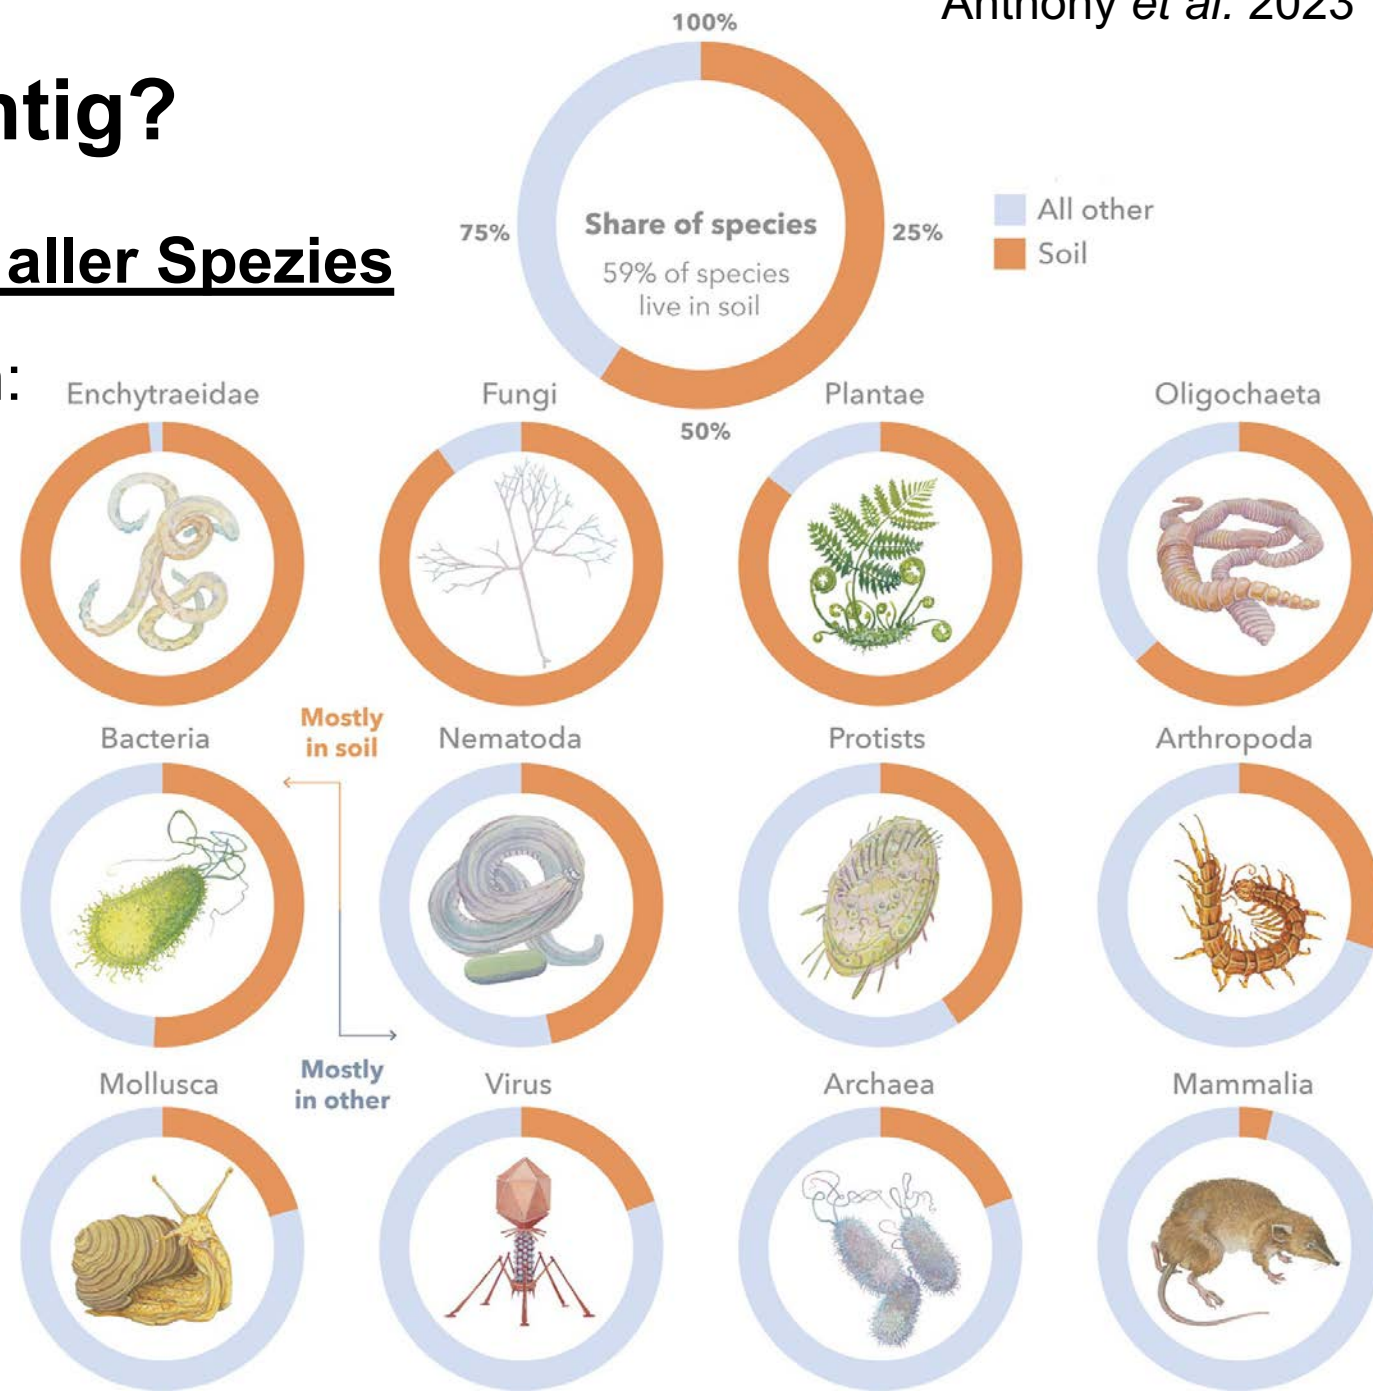 Anthony et al. 2023
100%
htig?
75%
Share of species
25%
All other
59% of species
Soil
live in soil
aller Spezies
50%
Enchytraeidae
Fungi
Plantae
Oligochaeta
Mostly
in soil
Bacteria
Nematoda
Protists
Arthropoda
Mostly
in other
Mollusca
Virus
Archaea
Mammalia